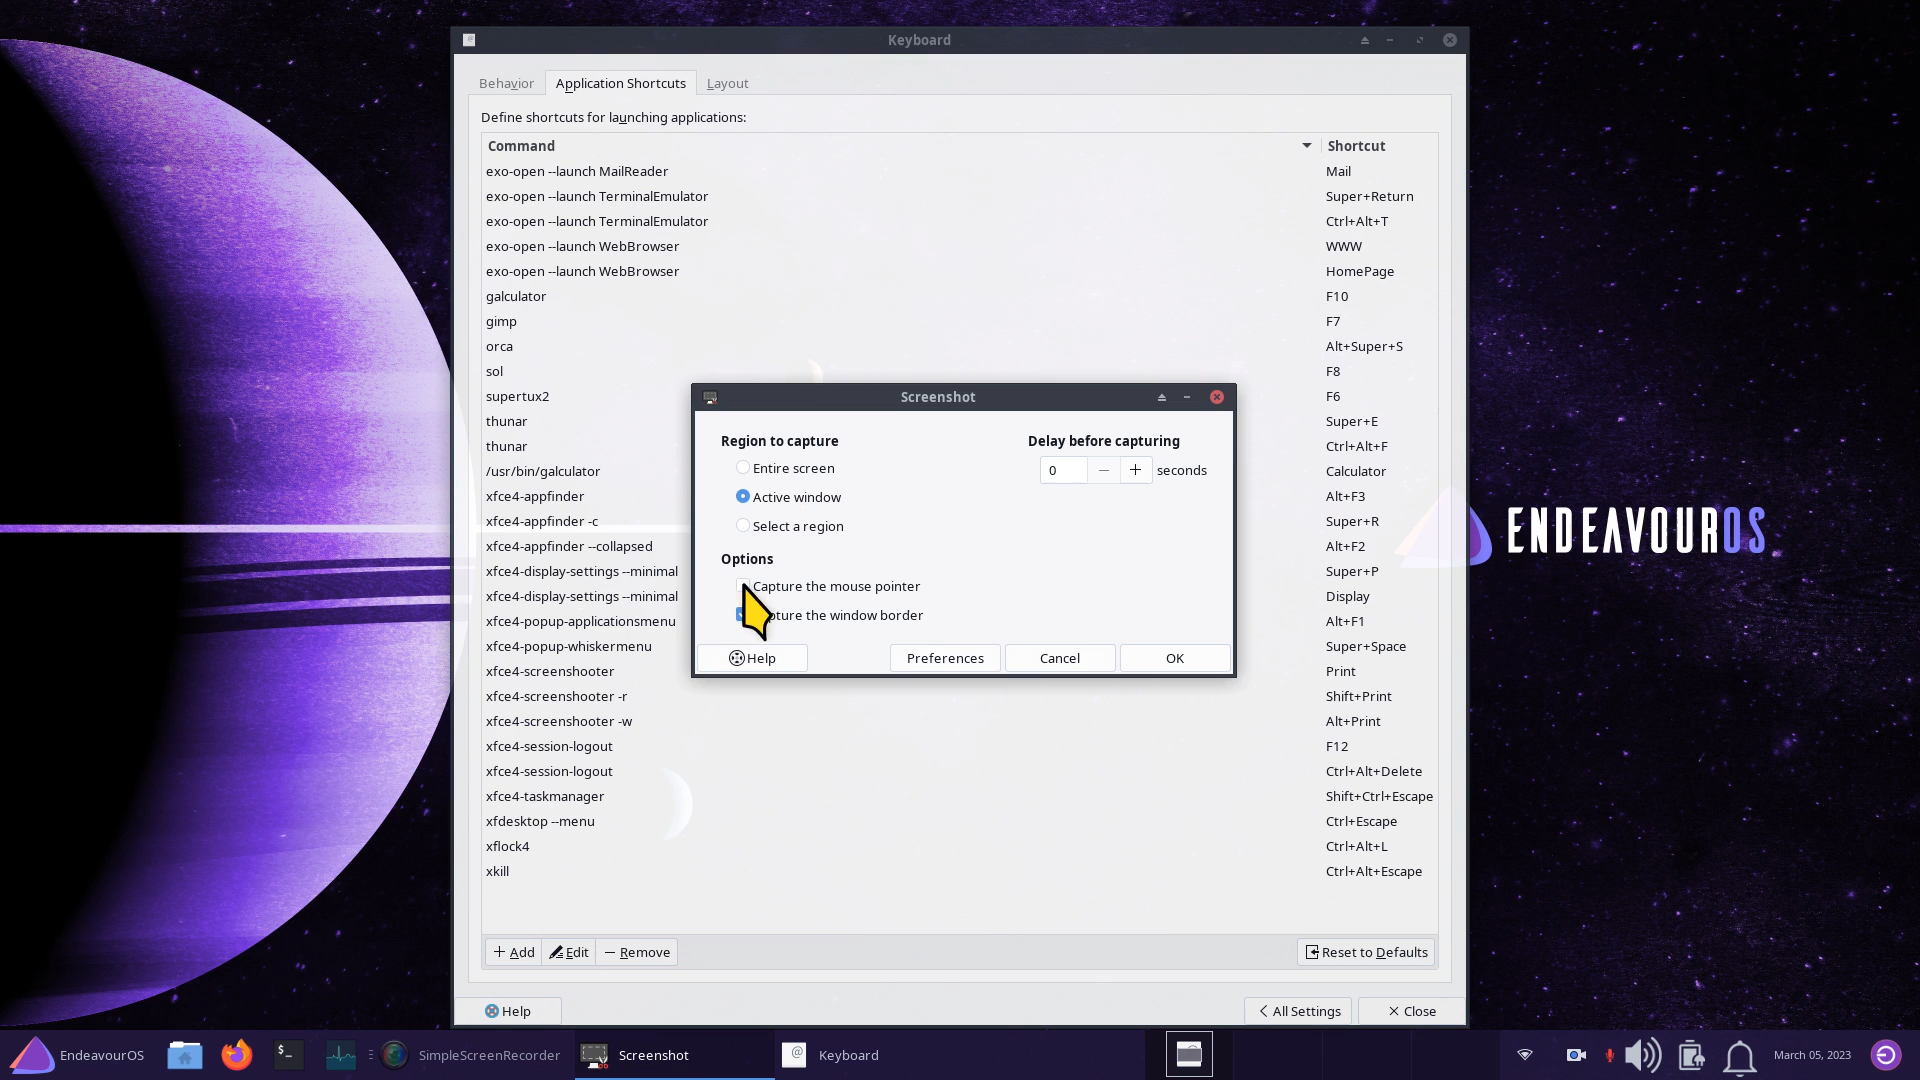 Keyboard
Behavior
Application Shortcuts
Layout
Define shortcuts for launching applications:
Command Shortcut
exo-open --launch MailReader Mail
exo-open --launch TerminalEmulator Super+Return
exo-open --launch TerminalEmulator Ctrl+Alt+T
exo-open --launch WebBrowser WWW
exo-open --launch WebBrowser HomePage
galculator F10
gimp F7
orca Alt+Super+S
sol F8
supertux2 F6
thunar Super+E
thunar Ctrl+Alt+F
/usr/bin/galculator Calculator
xfce4-appfinder Alt+F3
xfce4-appfinder -c Super+R
xfce4-appfinder --collapsed Alt+F2
xfce4-display-settings --minimal Super+P
xfce4-display-settings --minimal Display
xfce4-popup-applicationsmenu Alt+F1
xfce4-popup-whiskermenu Super+Space
xfce4-screenshooter Print
xfce4-screenshooter -r Shift+Print
xfce4-screenshooter -w Alt+Print
xfce4-session-logout F12
xfce4-session-logout Ctrl+Alt+Delete
xfce4-taskmanager Shift+Ctrl+Escape
xfdesktop --menu Ctrl+Escape
xflock4 Ctrl+Alt+L
xkill Ctrl+Alt+Escape
Add Edit Remove Reset to Defaults
Help All Settings Close
Screenshot
Region to capture
Entire screen
Active window
Select a region
Delay before capturing
0 seconds
Options
Capture the mouse pointer
the window border
Help Preferences Cancel OK
ENDEAVOUROS
EndeavourOS SimpleScreenRecorder Screenshot Keyboard March 05, 2023